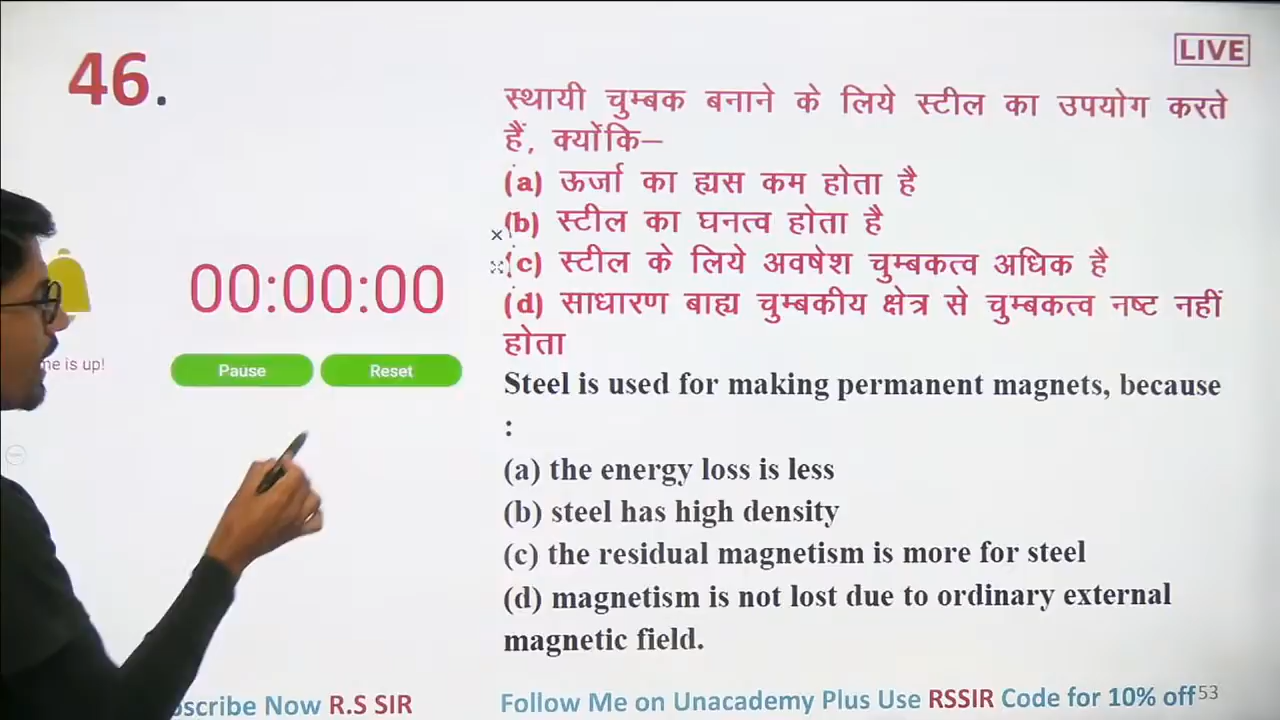 46.
LIVE
स्थायी चुम्बक बनाने के लिये स्टील का उपयोग करते
हैं, क्योंकि–
(a) ऊर्जा का ह्यस कम होता है
(b) स्टील का घनत्व होता है
(c) स्टील के लिये अवषेश चुम्बकत्व अधिक है
(d) साधारण बाह्य चुम्बकीय क्षेत्र से चुम्बकत्व नष्ट नहीं
होता
00:00:00
me is up!
Pause
Reset
Steel is used for making permanent magnets, because
:
(a) the energy loss is less
(b) steel has high density
(c) the residual magnetism is more for steel
(d) magnetism is not lost due to ordinary external
magnetic field.
scribe Now R.S SIR
Follow Me on Unacademy Plus Use RSSIR Code for 10% off
53